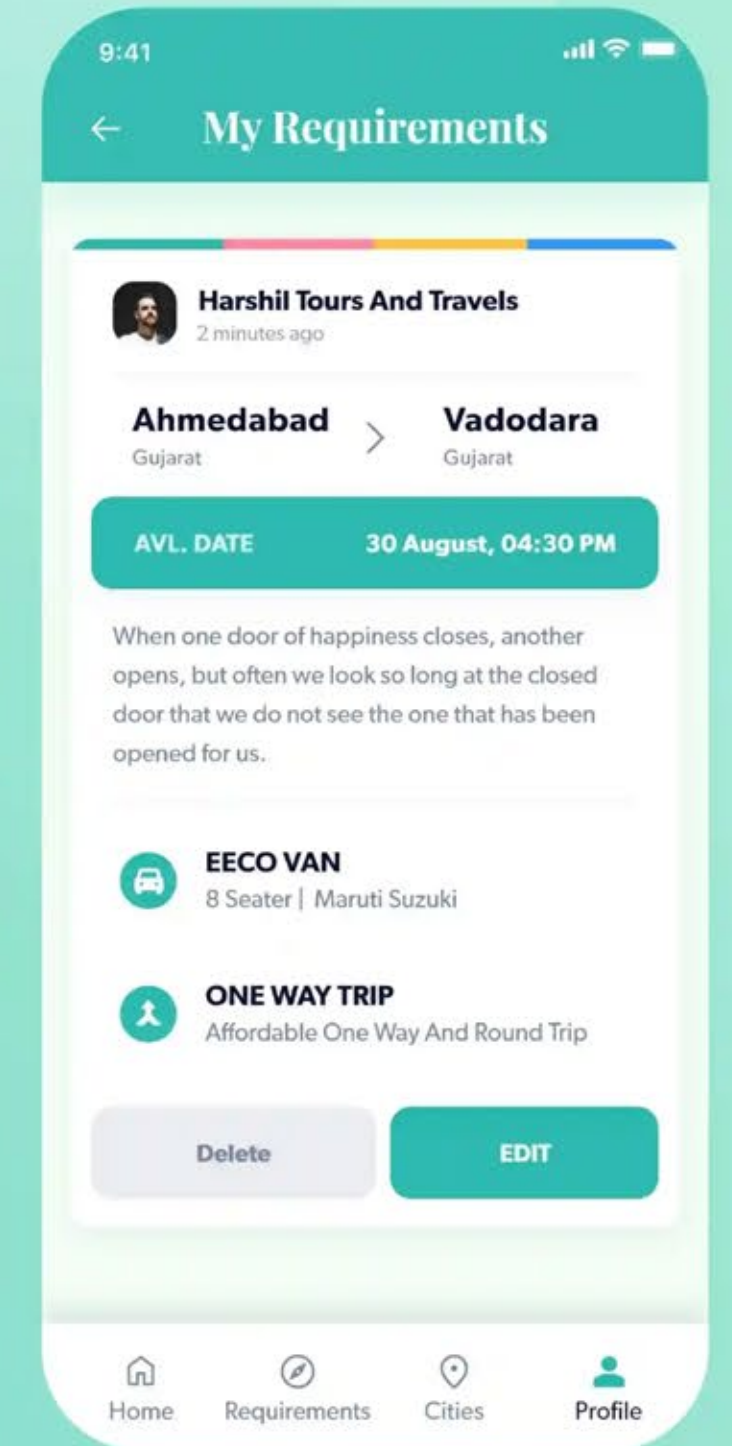 9:41
My Requirements
Harshil Tours And Travels
2 minutes ago
Ahmedabad
Gujarat
Vadodara
Gujarat
AVL. DATE
30 August, 04:30 PM
When one door of happiness closes, another
opens, but often we look so long at the closed
door that we do not see the one that has been
opened for us.
EECO VAN
8 Seater | Maruti Suzuki
ONE WAY TRIP
Affordable One Way And Round Trip
Delete
EDIT
Home
Requirements
Cities
Profile